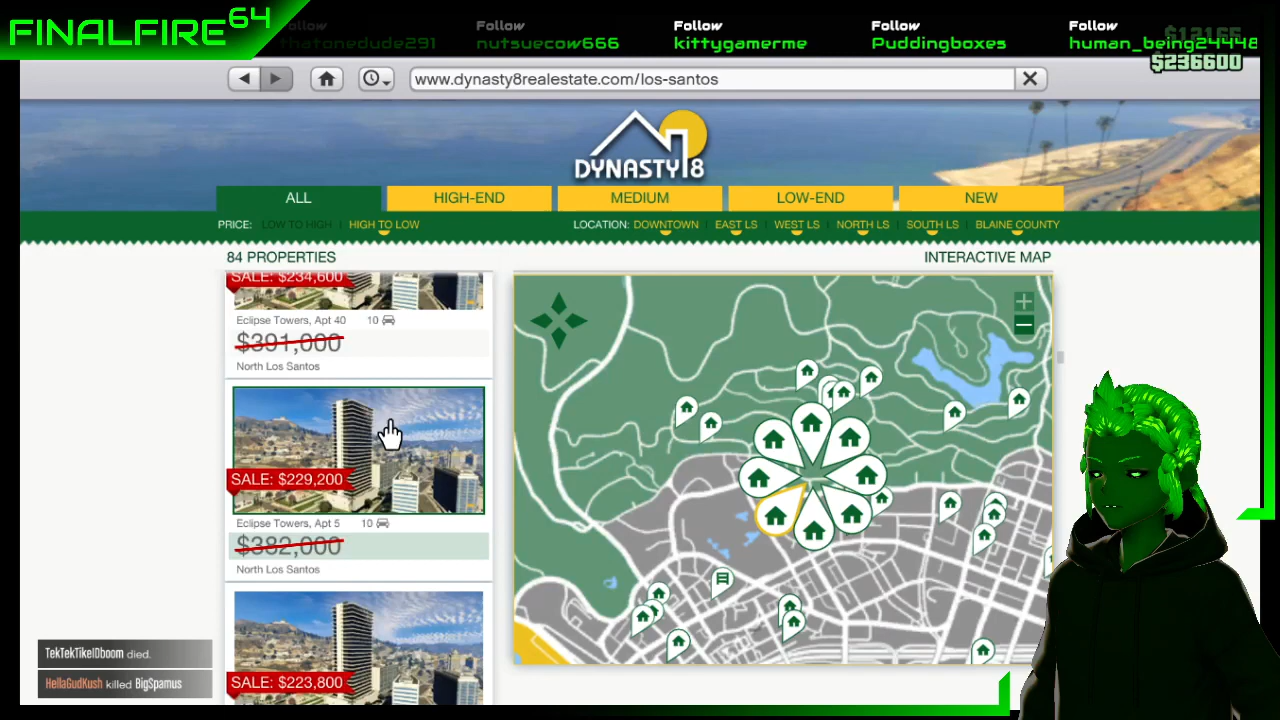 FINALFIRE64
Follow
thatonedude291
Follow
nutsuecow666
Follow
kittygamerme
Follow
Puddingboxes
Follow
human_being24448
$12165
$236600
www.dynasty8realestate.com/los-santos
DYNASTY8
ALL
HIGH-END
MEDIUM
LOW-END
NEW
PRICE: LOW TO HIGH | HIGH TO LOW
LOCATION: DOWNTOWN | EAST LS | WEST LS | NORTH LS | SOUTH LS | BLAINE COUNTY
84 PROPERTIES
INTERACTIVE MAP
SALE: $234,600
Eclipse Towers, Apt 40 10
$391,000
North Los Santos
SALE: $229,200
Eclipse Towers, Apt 5 10
$382,000
North Los Santos
SALE: $223,800
TekTekTikeIDboom died.
HellaGudKush killed BigSpamus